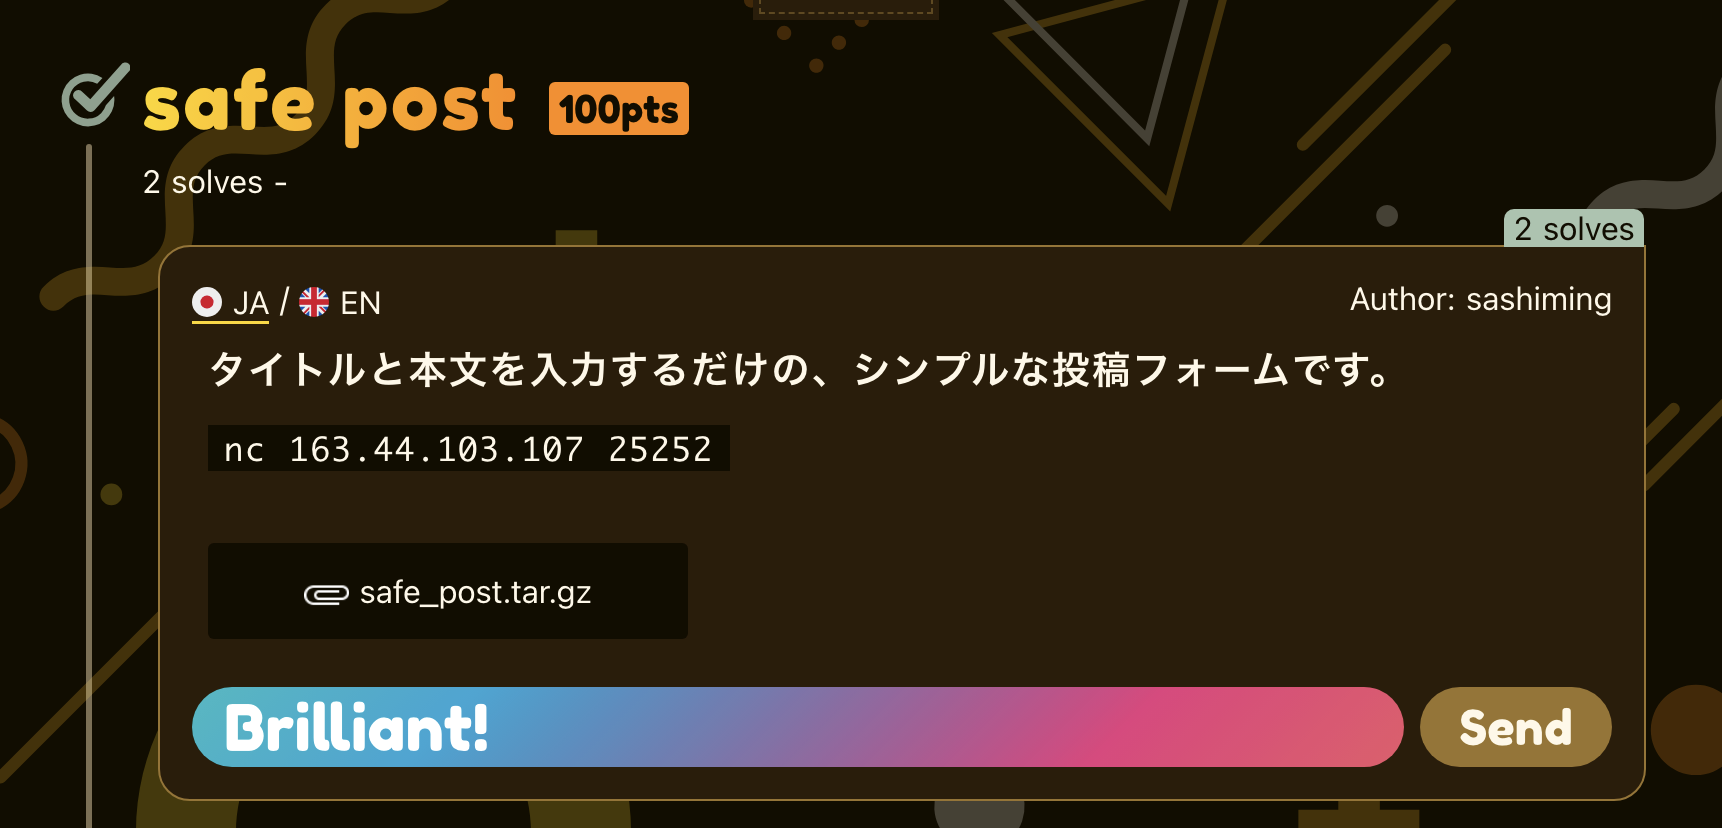 safe post 100pts
2 solves -
2 solves
JA / EN
Author: sashiming
タイトルと本文を入力するだけの、シンプルな投稿フォームです。
nc 163.44.103.107 25252
safe_post.tar.gz
Brilliant!
Send